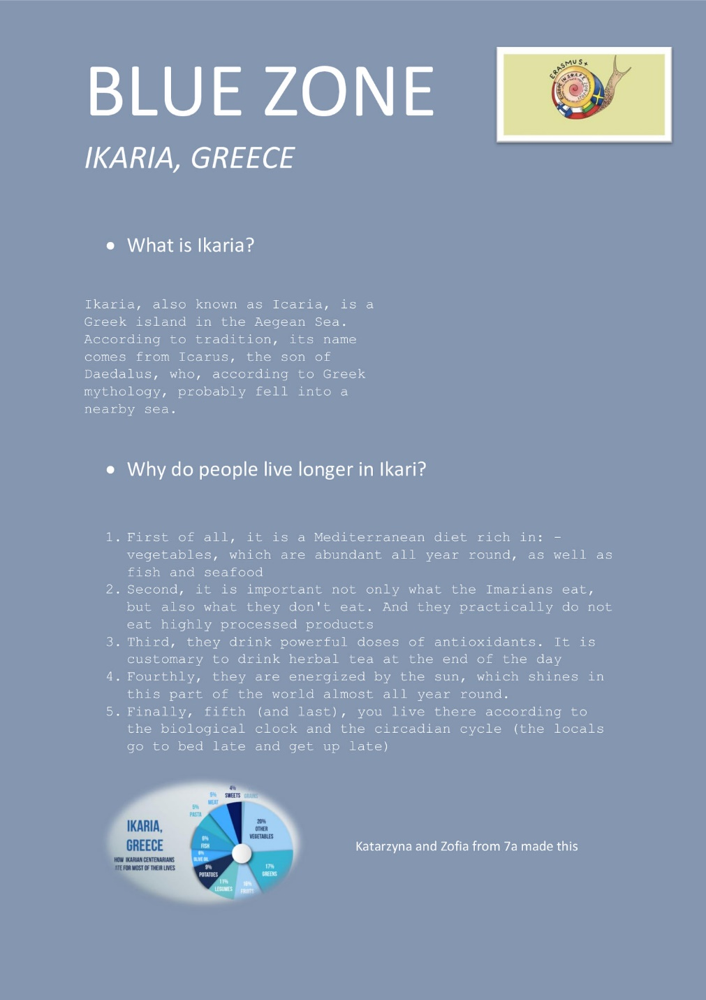 BLUE ZONE
ERASMUS+
IKARIA, GREECE
• What is Ikaria?
Ikaria, also known as Icaria, is a
Greek island in the Aegean Sea.
According to tradition, its name
comes from Icarus, the son of
Daedalus, who, according to Greek
mythology, probably fell into a
nearby sea.
• Why do people live longer in Ikari?
1. First of all, it is a Mediterranean diet rich in: -
vegetables, which are abundant all year round, as well as
fish and seafood
2. Second, it is important not only what the Imarians eat,
but also what they don't eat. And they practically do not
eat highly processed products
3. Third, they drink powerful doses of antioxidants. It is
customary to drink herbal tea at the end of the day
4. Fourthly, they are energized by the sun, which shines in
this part of the world almost all year round.
5. Finally, fifth (and last), you live there according to
the biological clock and the circadian cycle (the locals
go to bed late and get up late)
IKARIA,
GREECE
HOW IKARIAN CENTENARIANS
ATE FOR MOST OF THEIR LIVES
4%
SWEETS
GRAINS
5%
MEAT
5%
PASTA
6%
FISH
6%
OLIVE OIL
9%
POTATOES
11%
LEGUMES
16%
FRUITS
17%
GREENS
20%
OTHER
VEGETABLES
Katarzyna and Zofia from 7a made this